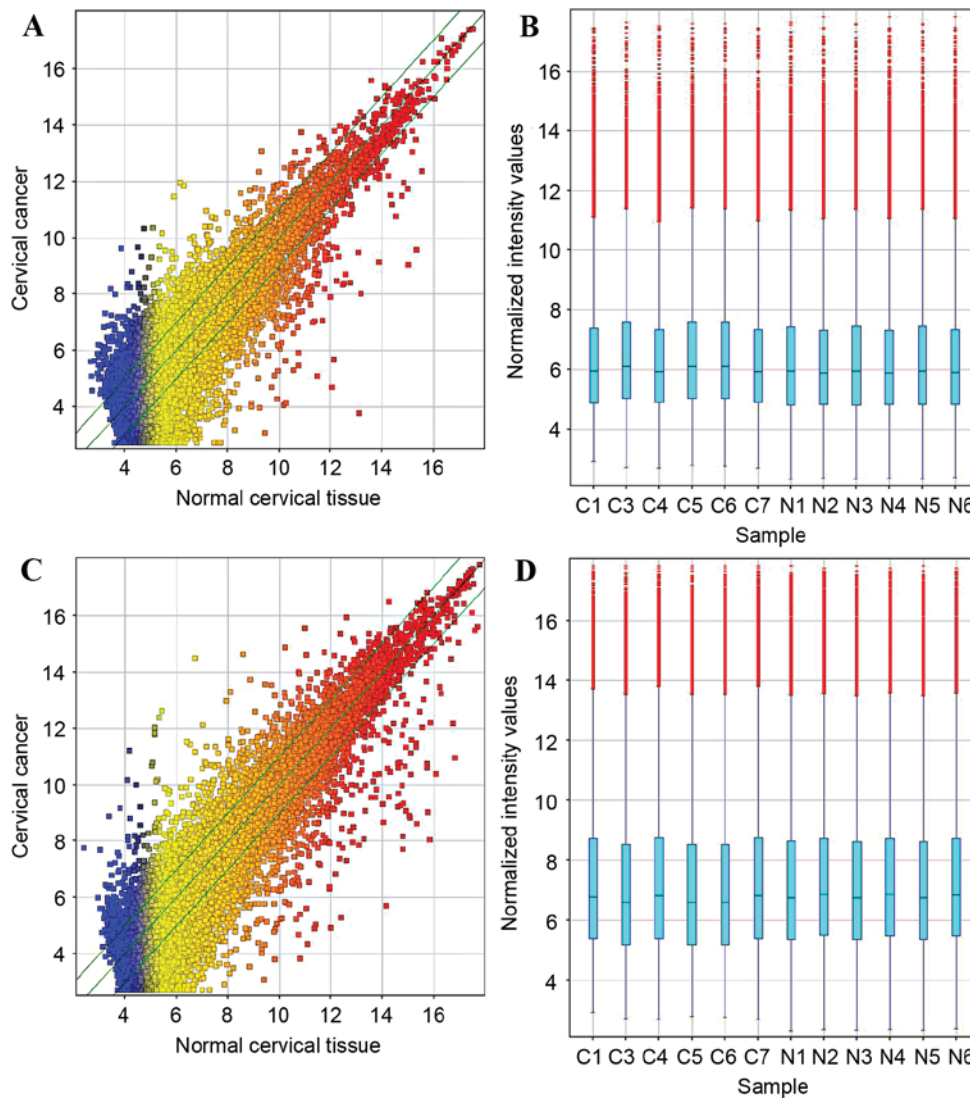 A
B
Cervical cancer
16
14
12
10
8
6
4
4 6 8 10 12 14 16
Normal cervical tissue
Normalized intensity values
16
14
12
10
8
6
4
C1 C3 C4 C5 C6 C7 N1 N2 N3 N4 N5 N6
Sample
C
D
Cervical cancer
16
14
12
10
8
6
4
4 6 8 10 12 14 16
Normal cervical tissue
Normalized intensity values
16
14
12
10
8
6
4
C1 C3 C4 C5 C6 C7 N1 N2 N3 N4 N5 N6
Sample